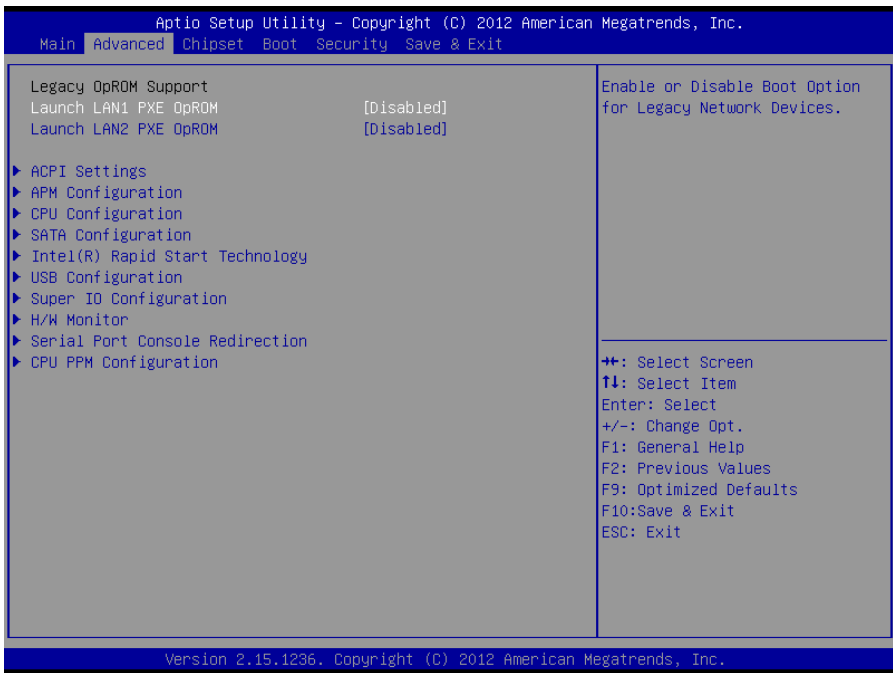 Aptio Setup Utility – Copyright (C) 2012 American Megatrends, Inc.
Main Advanced Chipset Boot Security Save & Exit
Legacy OpROM Support
Launch LAN1 PXE OpROM [Disabled]
Launch LAN2 PXE OpROM [Disabled]
ACPI Settings
APM Configuration
CPU Configuration
SATA Configuration
Intel(R) Rapid Start Technology
USB Configuration
Super IO Configuration
H/W Monitor
Serial Port Console Redirection
CPU PPM Configuration
Enable or Disable Boot Option
for Legacy Network Devices.
→←: Select Screen
↑↓: Select Item
Enter: Select
+/-: Change Opt.
F1: General Help
F2: Previous Values
F9: Optimized Defaults
F10:Save & Exit
ESC: Exit
Version 2.15.1236. Copyright (C) 2012 American Megatrends, Inc.